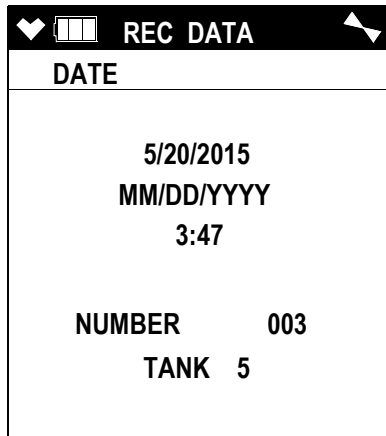 REC DATA
DATE
5/20/2015
MM/DD/YYYY
3:47
NUMBER 003
TANK 5